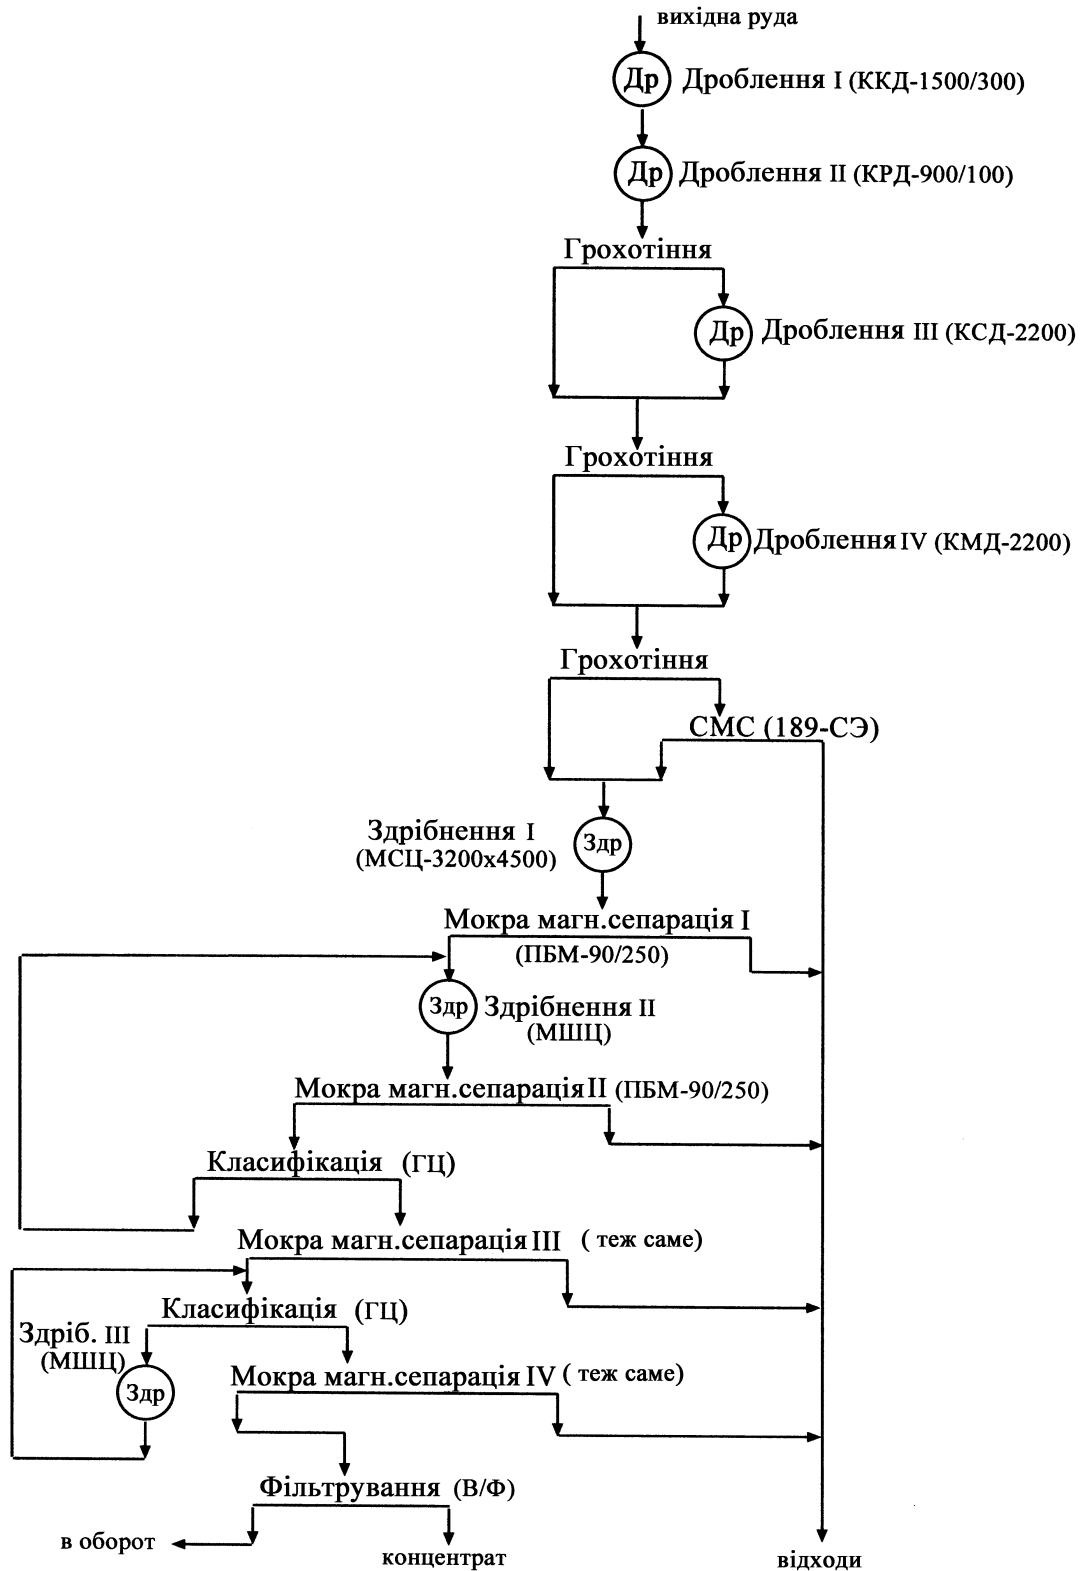 вихідна руда
Др Дроблення I (ККД-1500/300)
Др Дроблення II (КРД-900/100)
Грохотіння
Др Дроблення III (КСД-2200)
Грохотіння
Др Дроблення IV (КМД-2200)
Грохотіння
СМС (189-СЭ)
Здрібнення I
(МСЦ-3200х4500)
Здр
Мокра магн.сепарація I
(ПБМ-90/250)
Здр Здрібнення II
(МШЦ)
Мокра магн.сепарація II (ПБМ-90/250)
Класифікація (ГЦ)
Мокра магн.сепарація III ( теж саме)
Класифікація (ГЦ)
Здріб. III
(МШЦ)
Здр
Мокра магн.сепарація IV ( теж саме)
Фільтрування (В/Ф)
в оборот
концентрат
відходи